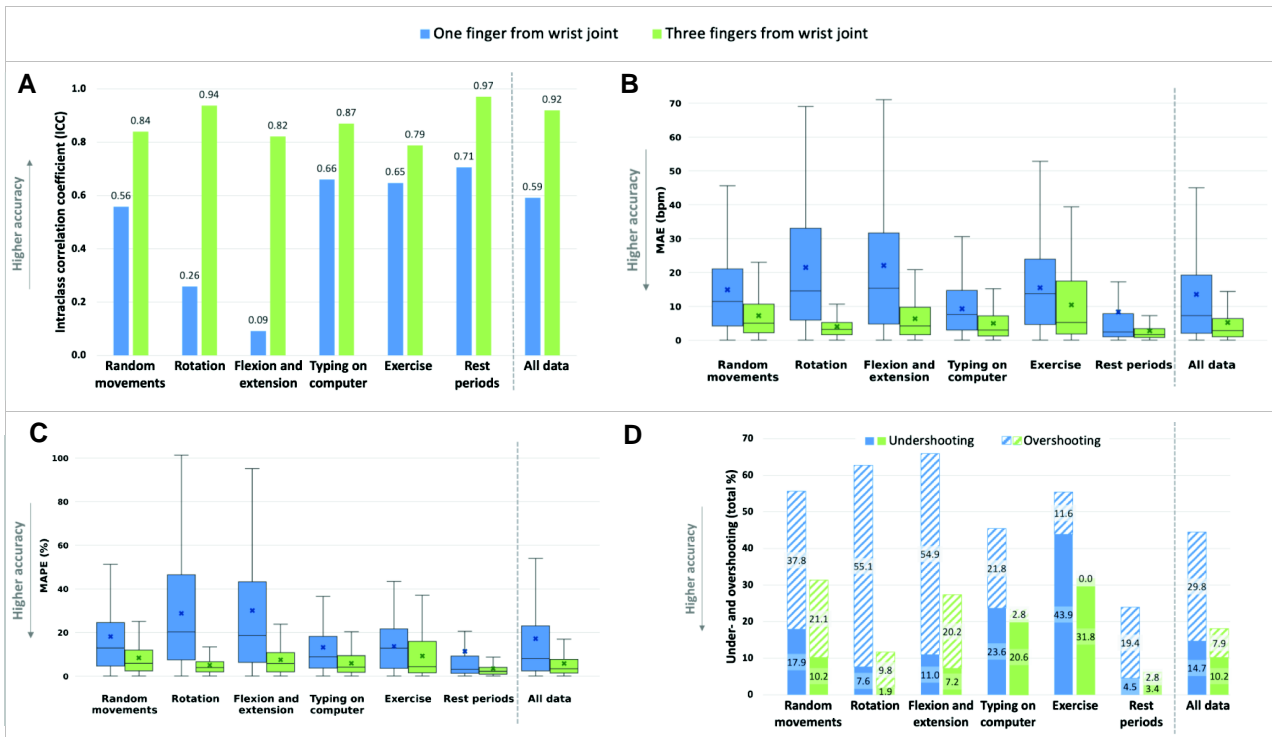 One finger from wrist joint Three fingers from wrist joint
A
Higher accuracy
Intraclass correlation coefficient (ICC)
1.0
0.8
0.6
0.4
0.2
0.0
0.56 0.84
0.26 0.94
0.09 0.82
0.66 0.87
0.65 0.79
0.71 0.97
0.59 0.92
Random Rotation Flexion and Typing on Exercise Rest All data
movements extension computer periods
B
Higher accuracy
MAE (bpm)
70
60
50
40
30
20
10
0
Random Rotation Flexion and Typing on Exercise Rest periods All data
movements extension computer
C
Higher accuracy
MAPE (%)
100
80
60
40
20
0
Random Rotation Flexion and Typing on Exercise Rest periods All data
movements extension computer
D
Undershooting Overshooting
Higher accuracy
Under- and overshooting (total %)
70
60
50
40
30
20
10
0
37.8 17.9 21.1 10.2
55.1 7.6 9.8 1.9
54.9 11.0 20.2 7.2
21.8 23.6 2.8 20.6
11.6 43.9 0.0 31.8
19.4 4.5 2.8 3.4
29.8 14.7 7.9 10.2
Random Rotation Flexion and Typing on Exercise Rest All data
movements extension computer periods